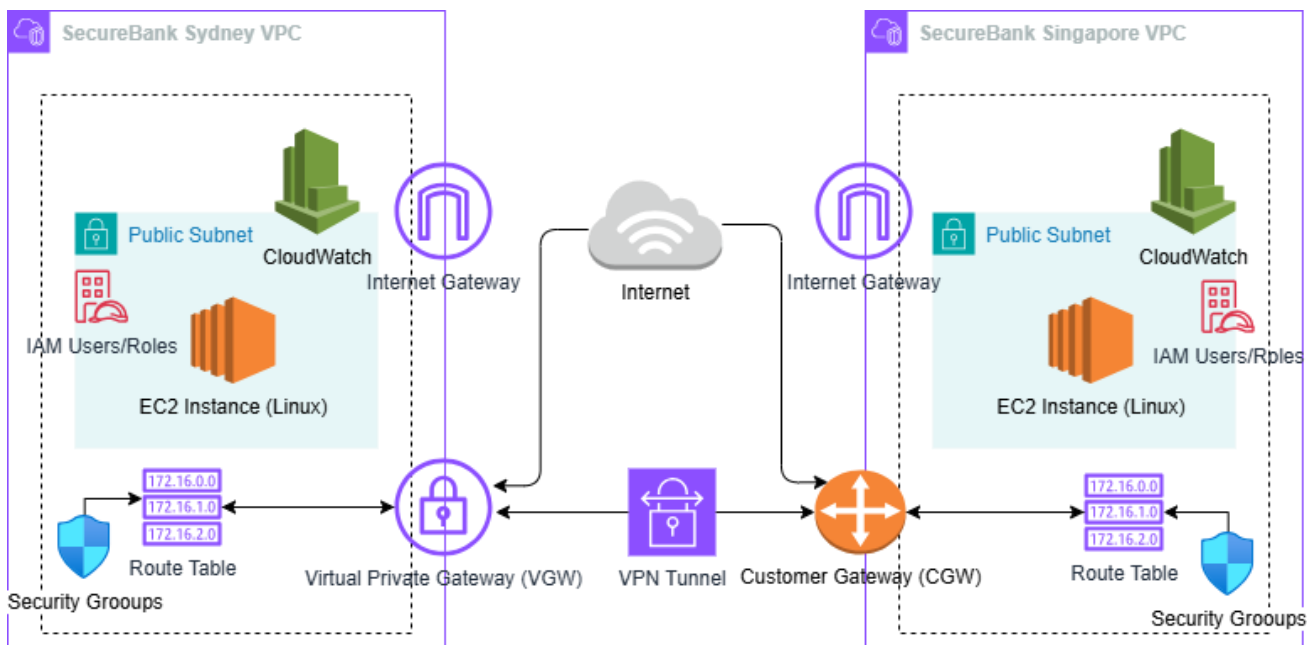 SecureBank Sydney VPC
SecureBank Singapore VPC
Public Subnet
CloudWatch
Internet Gateway
IAM Users/Roles
EC2 Instance (Linux)
Internet
Internet Gateway
Public Subnet
CloudWatch
IAM Users/Rples
EC2 Instance (Linux)
172.16.0.0
172.16.1.0
172.16.2.0
Route Table
Security Grooups
Virtual Private Gateway (VGW)
VPN Tunnel
Customer Gateway (CGW)
172.16.0.0
172.16.1.0
172.16.2.0
Route Table
Security Grooups